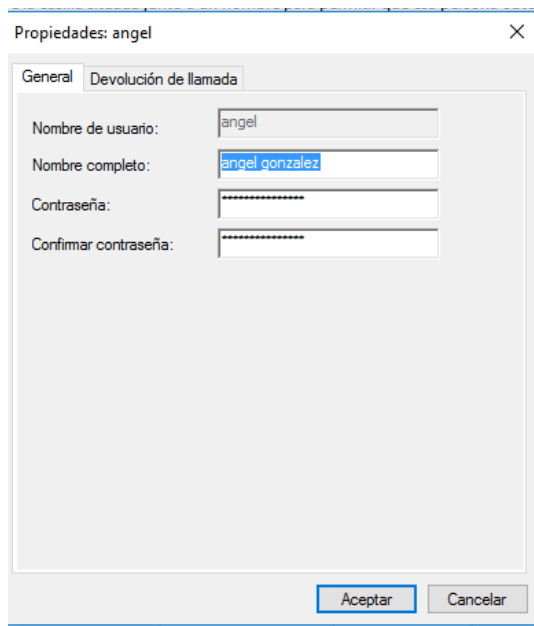 Propiedades: angel
General
Devolución de llamada
Nombre de usuario: angel
Nombre completo: angel gonzalez
Contraseña: ***************
Confirmar contraseña: ***************
Aceptar
Cancelar